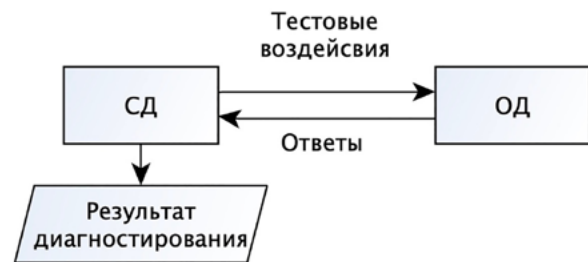 Тестовые
воздейсвия
СД
ОД
Ответы
Результат
диагностирования